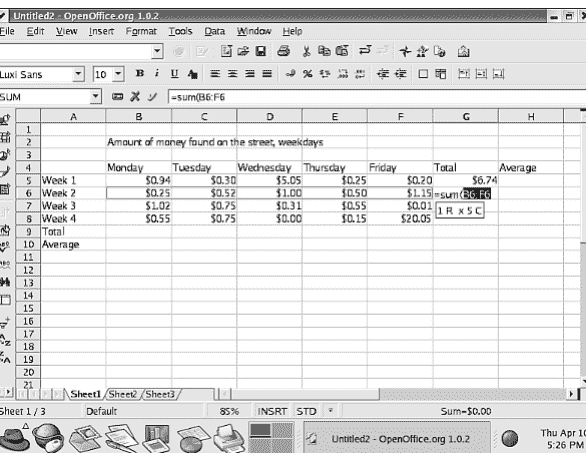 Untitled2 - OpenOffice.org 1.0.2
File Edit View Insert Format Tools Data Window Help
Luxi Sans 10 B i U A
SUM =sum(B6:F6
A B C D E F G H
1
2 Amount of money found on the street, weekdays
3
4 Monday Tuesday Wednesday Thursday Friday Total Average
5 Week 1 $0.94 $0.30 $5.05 $0.25 $0.20 $6.74
6 Week 2 $0.25 $0.52 $1.00 $0.50 $1.15 =sum(B6:F6
7 Week 3 $1.02 $0.75 $0.31 $0.55 $0.01 1 R x 5 C
8 Week 4 $0.55 $0.75 $0.00 $0.15 $20.05
9 Total
10 Average
11
12
13
14
15
16
17
18
19
20
21
Sheet1 Sheet2 Sheet3
Sheet 1 / 3 Default 85% INSRT STD * Sum=$0.00
Untitled2 - OpenOffice.org 1.0.2 Thu Apr 10
5:26 PM